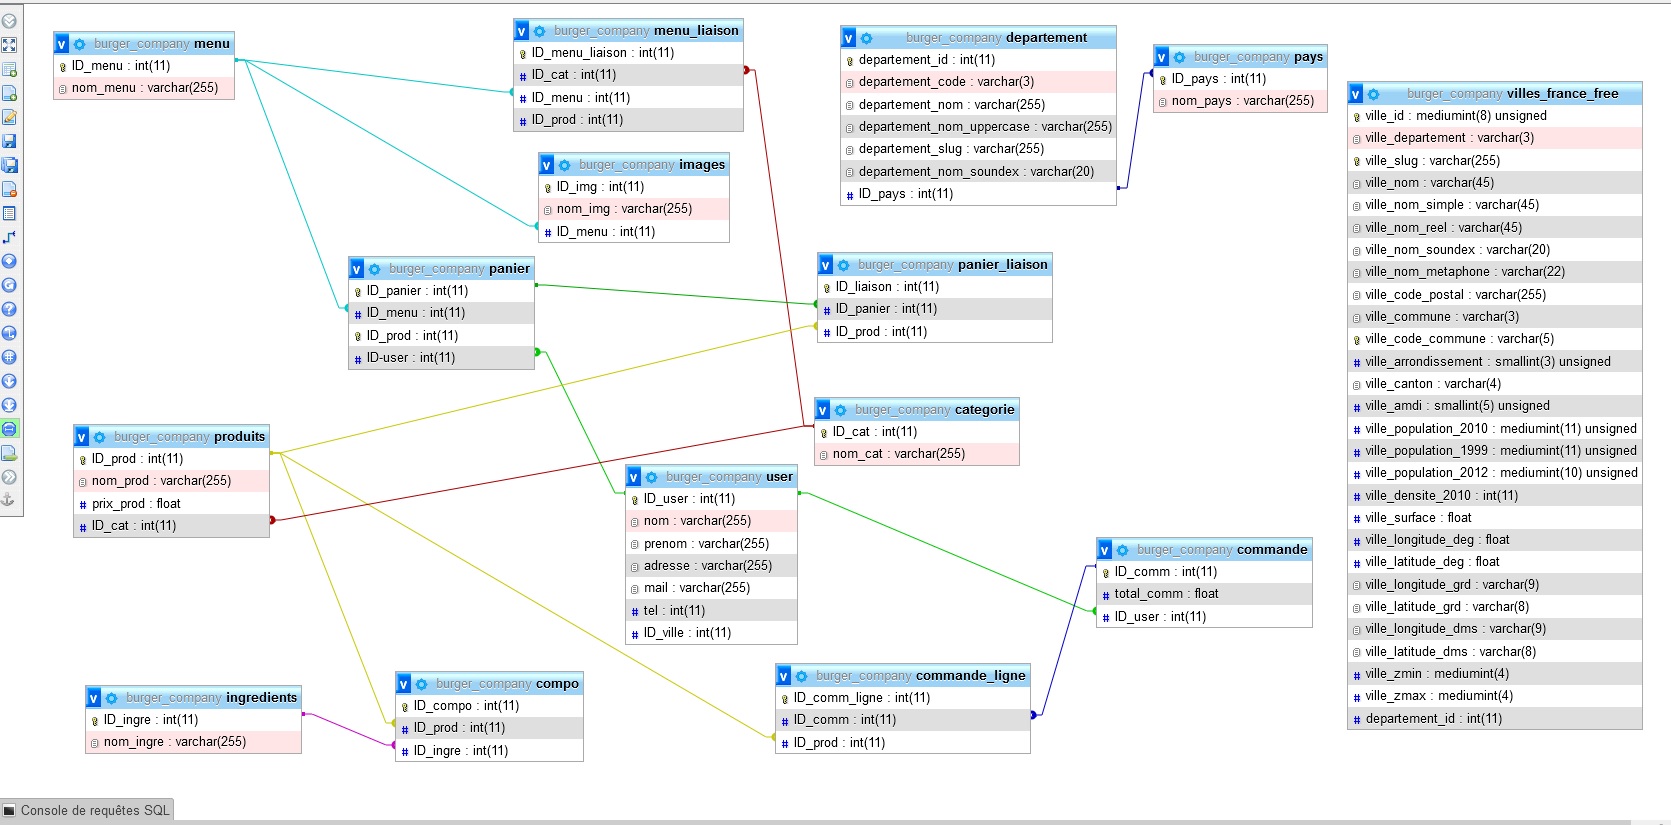 burger_company menu
ID_menu : int(11)
nom_menu : varchar(255)
burger_company menu_liaison
ID_menu_liaison : int(11)
ID_cat : int(11)
ID_menu : int(11)
ID_prod : int(11)
burger_company images
ID_img : int(11)
nom_img : varchar(255)
ID_menu : int(11)
burger_company departement
departement_id : int(11)
departement_code : varchar(3)
departement_nom : varchar(255)
departement_nom_uppercase : varchar(255)
departement_slug : varchar(255)
departement_nom_soundex : varchar(20)
ID_pays : int(11)
burger_company pays
ID_pays : int(11)
nom_pays : varchar(255)
burger_company villes_france_free
ville_id : mediumint(8) unsigned
ville_departement : varchar(3)
ville_slug : varchar(255)
ville_nom : varchar(45)
ville_nom_simple : varchar(45)
ville_nom_reel : varchar(45)
ville_nom_soundex : varchar(20)
ville_nom_metaphone : varchar(22)
ville_code_postal : varchar(255)
ville_commune : varchar(3)
ville_code_commune : varchar(5)
ville_arrondissement : smallint(3) unsigned
ville_canton : varchar(4)
ville_amdi : smallint(5) unsigned
ville_population_2010 : mediumint(11) unsigned
ville_population_1999 : mediumint(11) unsigned
ville_population_2012 : mediumint(10) unsigned
ville_densite_2010 : int(11)
ville_surface : float
ville_longitude_deg : float
ville_latitude_deg : float
ville_longitude_grd : varchar(9)
ville_latitude_grd : varchar(8)
ville_longitude_dms : varchar(9)
ville_latitude_dms : varchar(8)
ville_zmin : mediumint(4)
ville_zmax : mediumint(4)
departement_id : int(11)
burger_company panier
ID_panier : int(11)
ID_menu : int(11)
ID_prod : int(11)
ID-user : int(11)
burger_company panier_liaison
ID_liaison : int(11)
ID_panier : int(11)
ID_prod : int(11)
burger_company produits
ID_prod : int(11)
nom_prod : varchar(255)
prix_prod : float
ID_cat : int(11)
burger_company categorie
ID_cat : int(11)
nom_cat : varchar(255)
burger_company user
ID_user : int(11)
nom : varchar(255)
prenom : varchar(255)
adresse : varchar(255)
mail : varchar(255)
tel : int(11)
ID_ville : int(11)
burger_company commande
ID_comm : int(11)
total_comm : float
ID_user : int(11)
burger_company ingredients
ID_ingre : int(11)
nom_ingre : varchar(255)
burger_company compo
ID_compo : int(11)
ID_prod : int(11)
ID_ingre : int(11)
burger_company commande_ligne
ID_comm_ligne : int(11)
ID_comm : int(11)
ID_prod : int(11)
Console de requêtes SQL